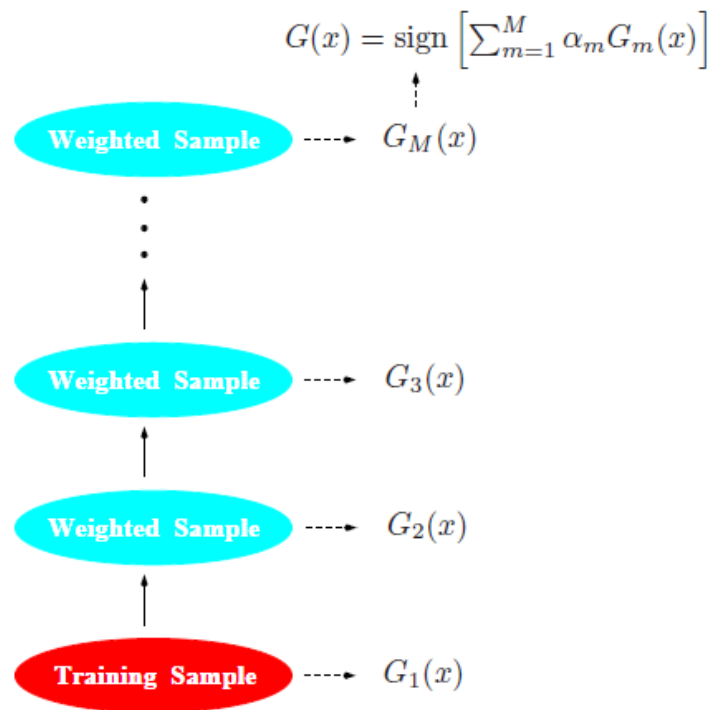 G(x) = sign [∑_{m=1}^{M} α_m G_m(x)]
Weighted Sample G_M(x)
Weighted Sample G_3(x)
Weighted Sample G_2(x)
Training Sample G_1(x)